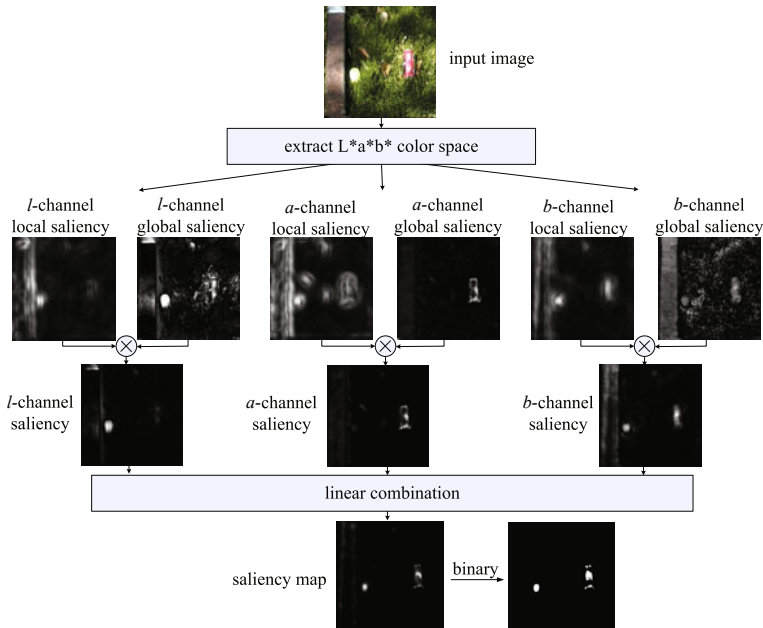 input image
extract L*a*b* color space
l-channel
local saliency
l-channel
global saliency
a-channel
local saliency
a-channel
global saliency
b-channel
local saliency
b-channel
global saliency
l-channel
saliency
a-channel
saliency
b-channel
saliency
linear combination
saliency map
binary